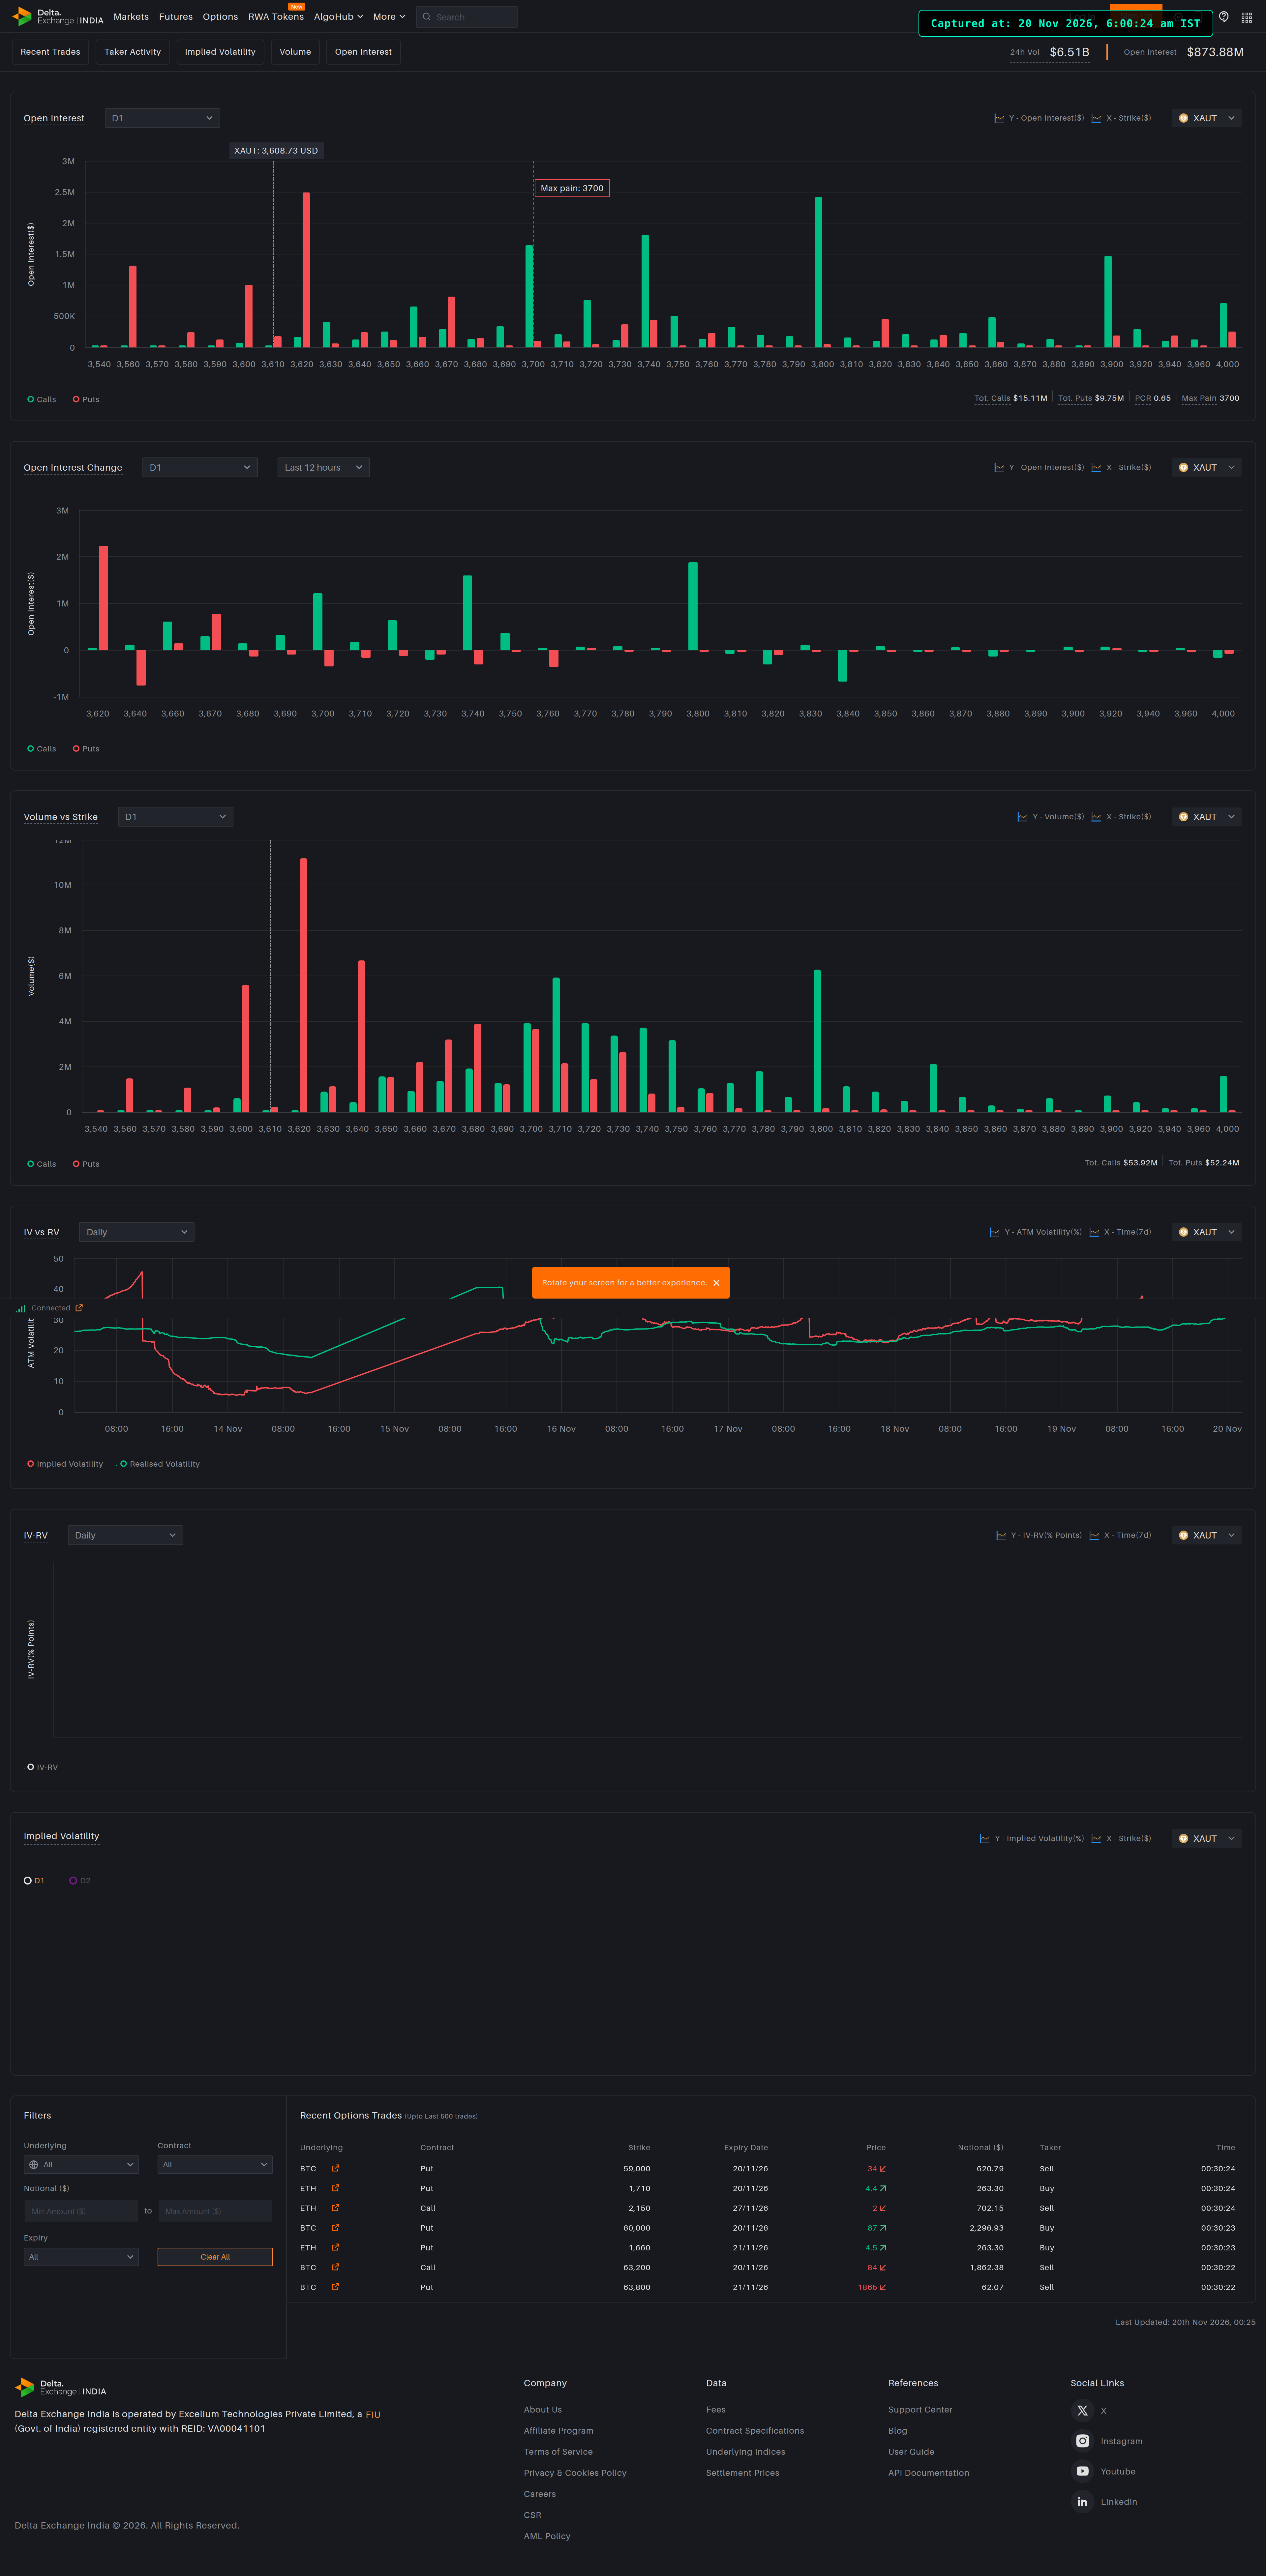 Delta.
Exchange | INDIA
Markets Futures Options RWA Tokens New AlgoHub More Search
Captured at: 20 Nov 2026, 6:00:24 am IST
Recent Trades Taker Activity Implied Volatility Volume Open Interest
24h Vol $6.51B Open Interest $873.88M
Open Interest D1 Y - Open Interest($) X - Strike($) XAUT
XAUT: 3,608.73 USD
Max pain: 3700
Open Interest($)
3M
2.5M
2M
1.5M
1M
500K
0
3,540 3,560 3,570 3,580 3,590 3,600 3,610 3,620 3,630 3,640 3,650 3,660 3,670 3,680 3,690 3,700 3,710 3,720 3,730 3,740 3,750 3,760 3,770 3,780 3,790 3,800 3,810 3,820 3,830 3,840 3,850 3,860 3,870 3,880 3,890 3,900 3,920 3,940 3,960 4,000
Calls Puts
Tot. Calls $15.11M Tot. Puts $9.75M PCR 0.65 Max Pain 3700
Open Interest Change D1 Last 12 hours Y - Open Interest($) X - Strike($) XAUT
Open Interest($)
3M
2M
1M
0
-1M
3,620 3,640 3,660 3,670 3,680 3,690 3,700 3,710 3,720 3,730 3,740 3,750 3,760 3,770 3,780 3,790 3,800 3,810 3,820 3,830 3,840 3,850 3,860 3,870 3,880 3,890 3,900 3,920 3,940 3,960 4,000
Calls Puts
Volume vs Strike D1 Y - Volume($) X - Strike($) XAUT
Volume($)
12M
10M
8M
6M
4M
2M
0
3,540 3,560 3,570 3,580 3,590 3,600 3,610 3,620 3,630 3,640 3,650 3,660 3,670 3,680 3,690 3,700 3,710 3,720 3,730 3,740 3,750 3,760 3,770 3,780 3,790 3,800 3,810 3,820 3,830 3,840 3,850 3,860 3,870 3,880 3,890 3,900 3,920 3,940 3,960 4,000
Calls Puts
Tot. Calls $53.92M Tot. Puts $52.24M
IV vs RV Daily Y - ATM Volatility(%) X - Time(7d) XAUT
50
40
Rotate your screen for a better experience.
Connected
ATM Volatilit
30
20
10
0
08:00 16:00 14 Nov 08:00 16:00 15 Nov 08:00 16:00 16 Nov 08:00 16:00 17 Nov 08:00 16:00 18 Nov 08:00 16:00 19 Nov 08:00 16:00 20 Nov
Implied Volatility Realised Volatility
IV-RV Daily Y - IV-RV(% Points) X - Time(7d) XAUT
IV-RV(% Points)
IV-RV
Implied Volatility Y - Implied Volatility(%) X - Strike($) XAUT
D1 D2
Filters
Underlying Contract
All All
Notional ($)
Min Amount ($) to Max Amount ($)
Expiry
All Clear All
Recent Options Trades (Upto Last 500 trades)
Underlying Contract Strike Expiry Date Price Notional ($) Taker Time
BTC Put 59,000 20/11/26 34 620.79 Sell 00:30:24
ETH Put 1,710 20/11/26 4.4 263.30 Buy 00:30:24
ETH Call 2,150 27/11/26 2 702.15 Sell 00:30:24
BTC Put 60,000 20/11/26 87 2,296.93 Buy 00:30:23
ETH Put 1,660 21/11/26 4.5 263.30 Buy 00:30:23
BTC Call 63,200 20/11/26 84 1,862.38 Sell 00:30:22
BTC Put 63,800 21/11/26 1865 62.07 Sell 00:30:22
Last Updated: 20th Nov 2026, 00:25
Delta.
Exchange | INDIA
Delta Exchange India is operated by Excelium Technologies Private Limited, a FIU
(Govt. of India) registered entity with REID: VA00041101
Delta Exchange India © 2026. All Rights Reserved.
Company
About Us
Affiliate Program
Terms of Service
Privacy & Cookies Policy
Careers
CSR
AML Policy
Data
Fees
Contract Specifications
Underlying Indices
Settlement Prices
References
Support Center
Blog
User Guide
API Documentation
Social Links
X
Instagram
Youtube
Linkedin